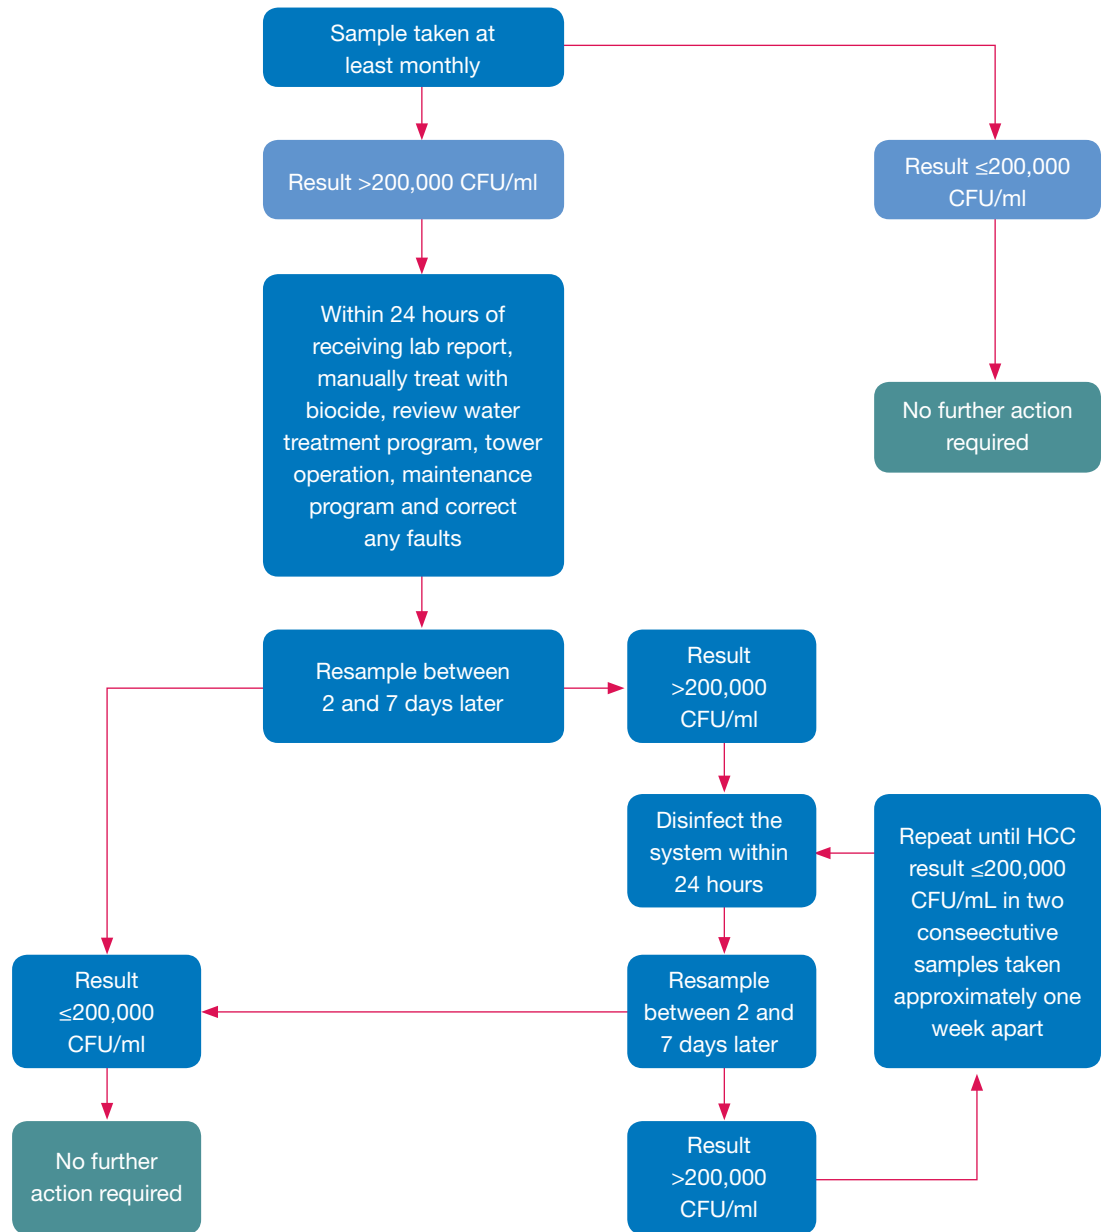 Sample taken at
least monthly
Result >200,000 CFU/ml
Result ≤200,000
CFU/ml
Within 24 hours of
receiving lab report,
manually treat with
biocide, review water
treatment program, tower
operation, maintenance
program and correct
any faults
No further action
required
Resample between
2 and 7 days later
Result
>200,000
CFU/ml
Disinfect the
system within
24 hours
Repeat until HCC
result ≤200,000
CFU/mL in two
conseectutive
samples taken
approximately one
week apart
Result
≤200,000
CFU/ml
Resample
between 2 and
7 days later
No further
action required
Result
>200,000
CFU/ml